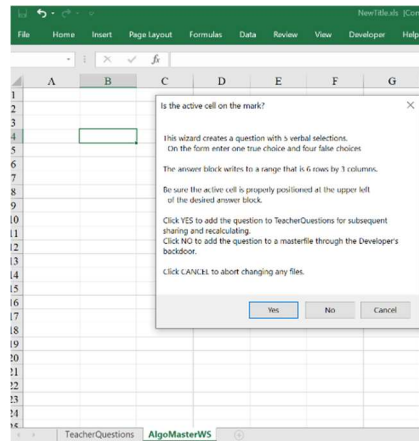 NewTitle.xls [Com
File Home Insert Page Layout Formulas Data Review View Developer Help
fx
A B C D E F G
1
2
3
4
5
6
7
8
9
10
11
12
13
14
15
16
17
18
19
20
21
22
23
24
25
Is the active cell on the mark?
This wizard creates a question with 5 verbal selections.
On the form enter one true choice and four false choices
The answer block writes to a range that is 6 rows by 3 columns.
Be sure the active cell is properly positioned at the upper left
of the desired answer block.
Click YES to add the question to TeacherQuestions for subsequent
sharing and recalculating.
Click NO to add the question to a masterfile through the Developer's
backdoor.
Click CANCEL to abort changing any files.
Yes No Cancel
TeacherQuestions AlgoMasterWS